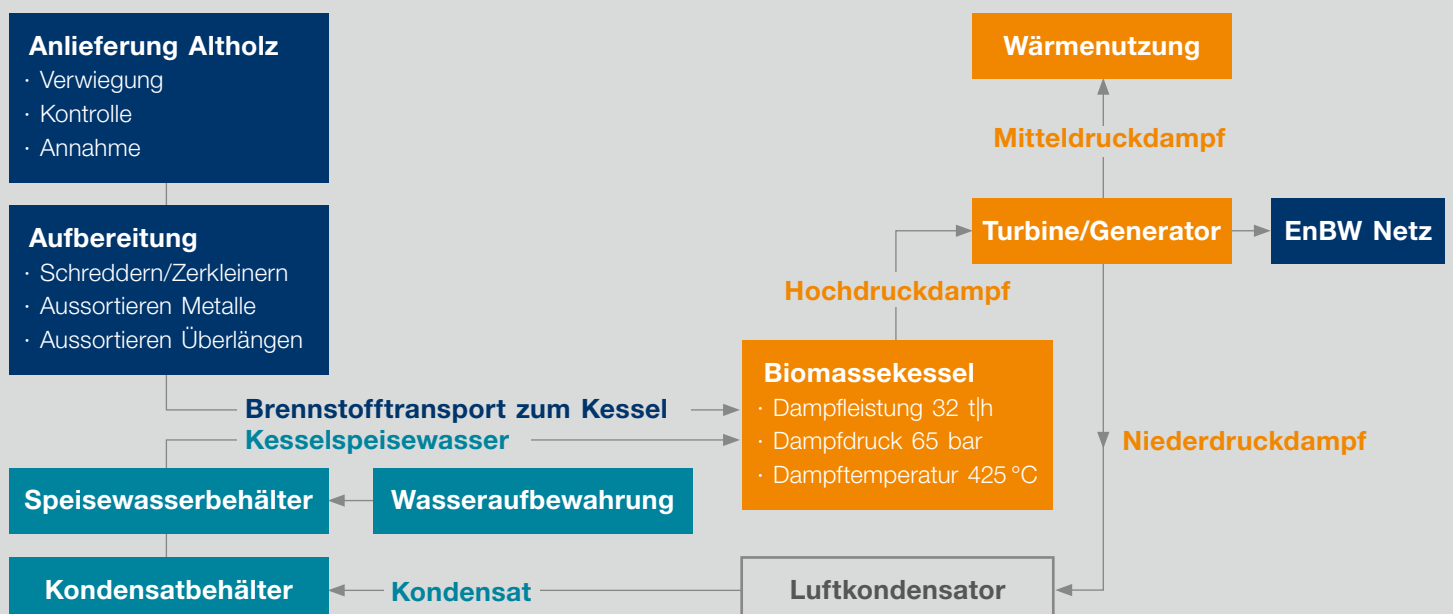 Anlieferung Altholz
· Verwiegung
· Kontrolle
· Annahme
Aufbereitung
· Schreddern/Zerkleinern
· Aussortieren Metalle
· Aussortieren Überlängen
Brennstofftransport zum Kessel
Kesselspeisewasser
Speisewasserbehälter
Wasseraufbewahrung
Kondensatbehälter
Kondensat
Luftkondensator
Biomassekessel
· Dampfleistung 32 t|h
· Dampfdruck 65 bar
· Dampftemperatur 425 °C
Hochdruckdampf
Turbine/Generator
EnBW Netz
Mitteldruckdampf
Wärmenutzung
Niederdruckdampf